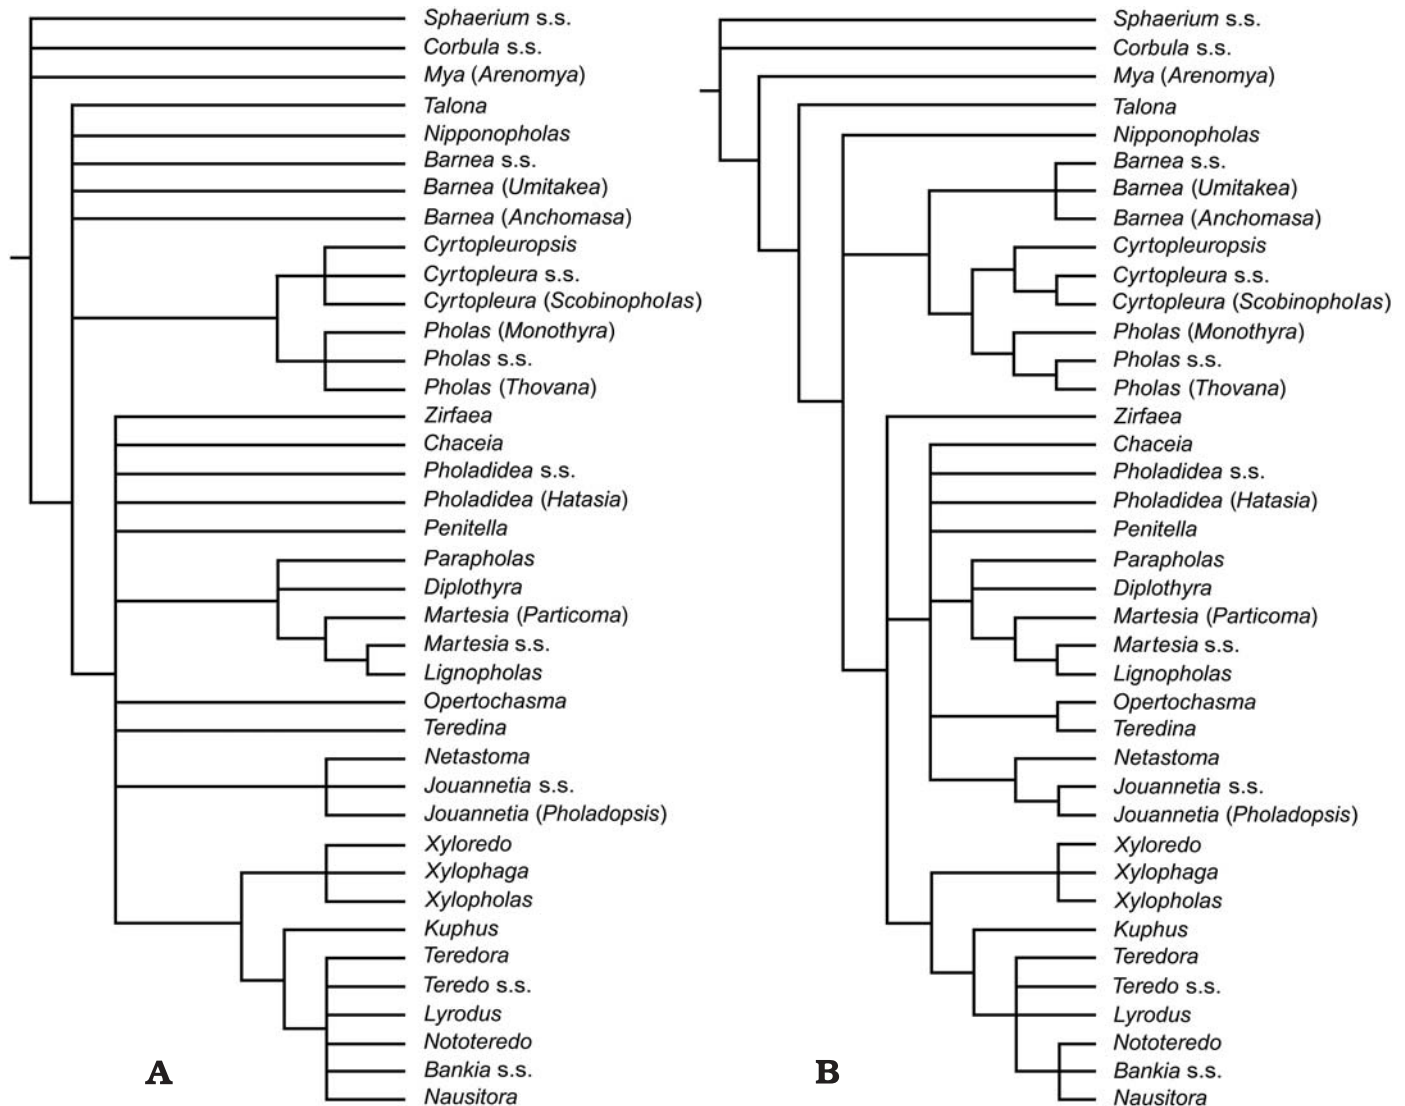 Sphaerium s.s.
Corbula s.s.
Mya (Arenomya)
Talona
Nipponopholas
Barnea s.s.
Barnea (Umitakea)
Barnea (Anchomasa)
Cyrtopleuropsis
Cyrtopleura s.s.
Cyrtopleura (Scobinopholas)
Pholas (Monothyra)
Pholas s.s.
Pholas (Thovana)
Zirfaea
Chaceia
Pholadidea s.s.
Pholadidea (Hatasia)
Penitella
Parapholas
Diplothyra
Martesia (Particoma)
Martesia s.s.
Lignopholas
Opertochasma
Teredina
Netastoma
Jouannetia s.s.
Jouannetia (Pholadopsis)
Xyloredo
Xylophaga
Xylopholas
Kuphus
Teredora
Teredo s.s.
Lyrodus
Nototeredo
Bankia s.s.
Nausitora
A
Sphaerium s.s.
Corbula s.s.
Mya (Arenomya)
Talona
Nipponopholas
Barnea s.s.
Barnea (Umitakea)
Barnea (Anchomasa)
Cyrtopleuropsis
Cyrtopleura s.s.
Cyrtopleura (Scobinopholas)
Pholas (Monothyra)
Pholas s.s.
Pholas (Thovana)
Zirfaea
Chaceia
Pholadidea s.s.
Pholadidea (Hatasia)
Penitella
Parapholas
Diplothyra
Martesia (Particoma)
Martesia s.s.
Lignopholas
Opertochasma
Teredina
Netastoma
Jouannetia s.s.
Jouannetia (Pholadopsis)
Xyloredo
Xylophaga
Xylopholas
Kuphus
Teredora
Teredo s.s.
Lyrodus
Nototeredo
Bankia s.s.
Nausitora
B